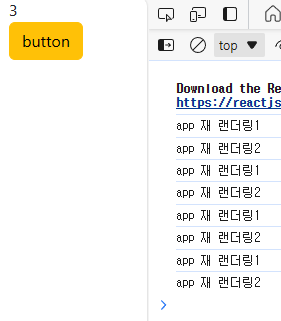 3
button
top
Download the Re
https://reactjs
app 재 랜더링1
app 재 랜더링2
app 재 랜더링1
app 재 랜더링2
app 재 랜더링1
app 재 랜더링2
app 재 랜더링1
app 재 랜더링2